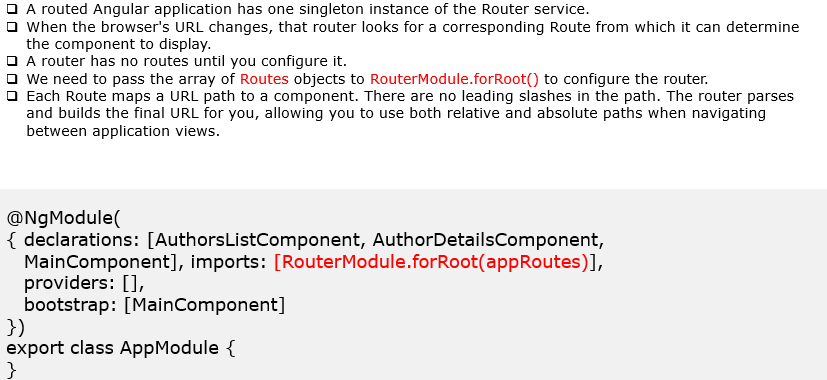 ❑ A routed Angular application has one singleton instance of the Router service.
❑ When the browser's URL changes, that router looks for a corresponding Route from which it can determine
the component to display.
❑ A router has no routes until you configure it.
❑ We need to pass the array of Routes objects to RouterModule.forRoot() to configure the router.
❑ Each Route maps a URL path to a component. There are no leading slashes in the path. The router parses
and builds the final URL for you, allowing you to use both relative and absolute paths when navigating
between application views.
@NgModule(
{ declarations: [AuthorsListComponent, AuthorDetailsComponent,
MainComponent], imports: [RouterModule.forRoot(appRoutes)],
providers: [],
bootstrap: [MainComponent]
})
export class AppModule {
}